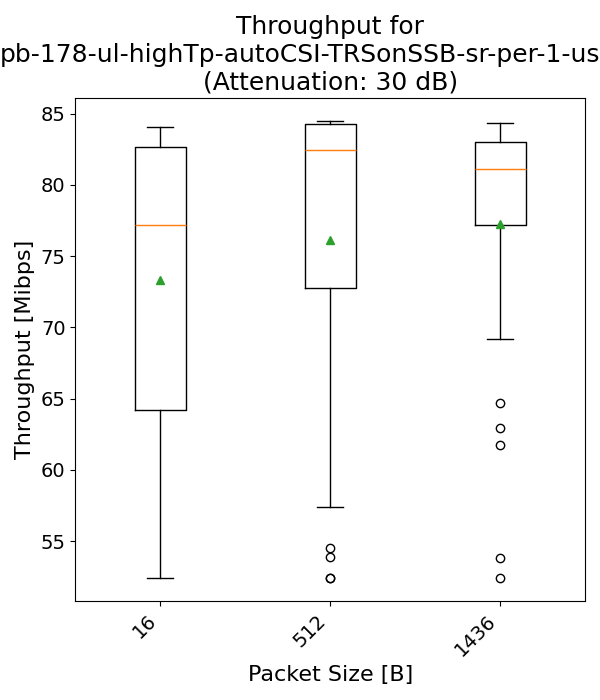 Throughput for
pb-178-ul-highTp-autoCSI-TRSonSSB-sr-per-1-us
(Attenuation: 30 dB)
85
80
75
70
65
60
55
Throughput [Mibps]
16
512
1436
Packet Size [B]